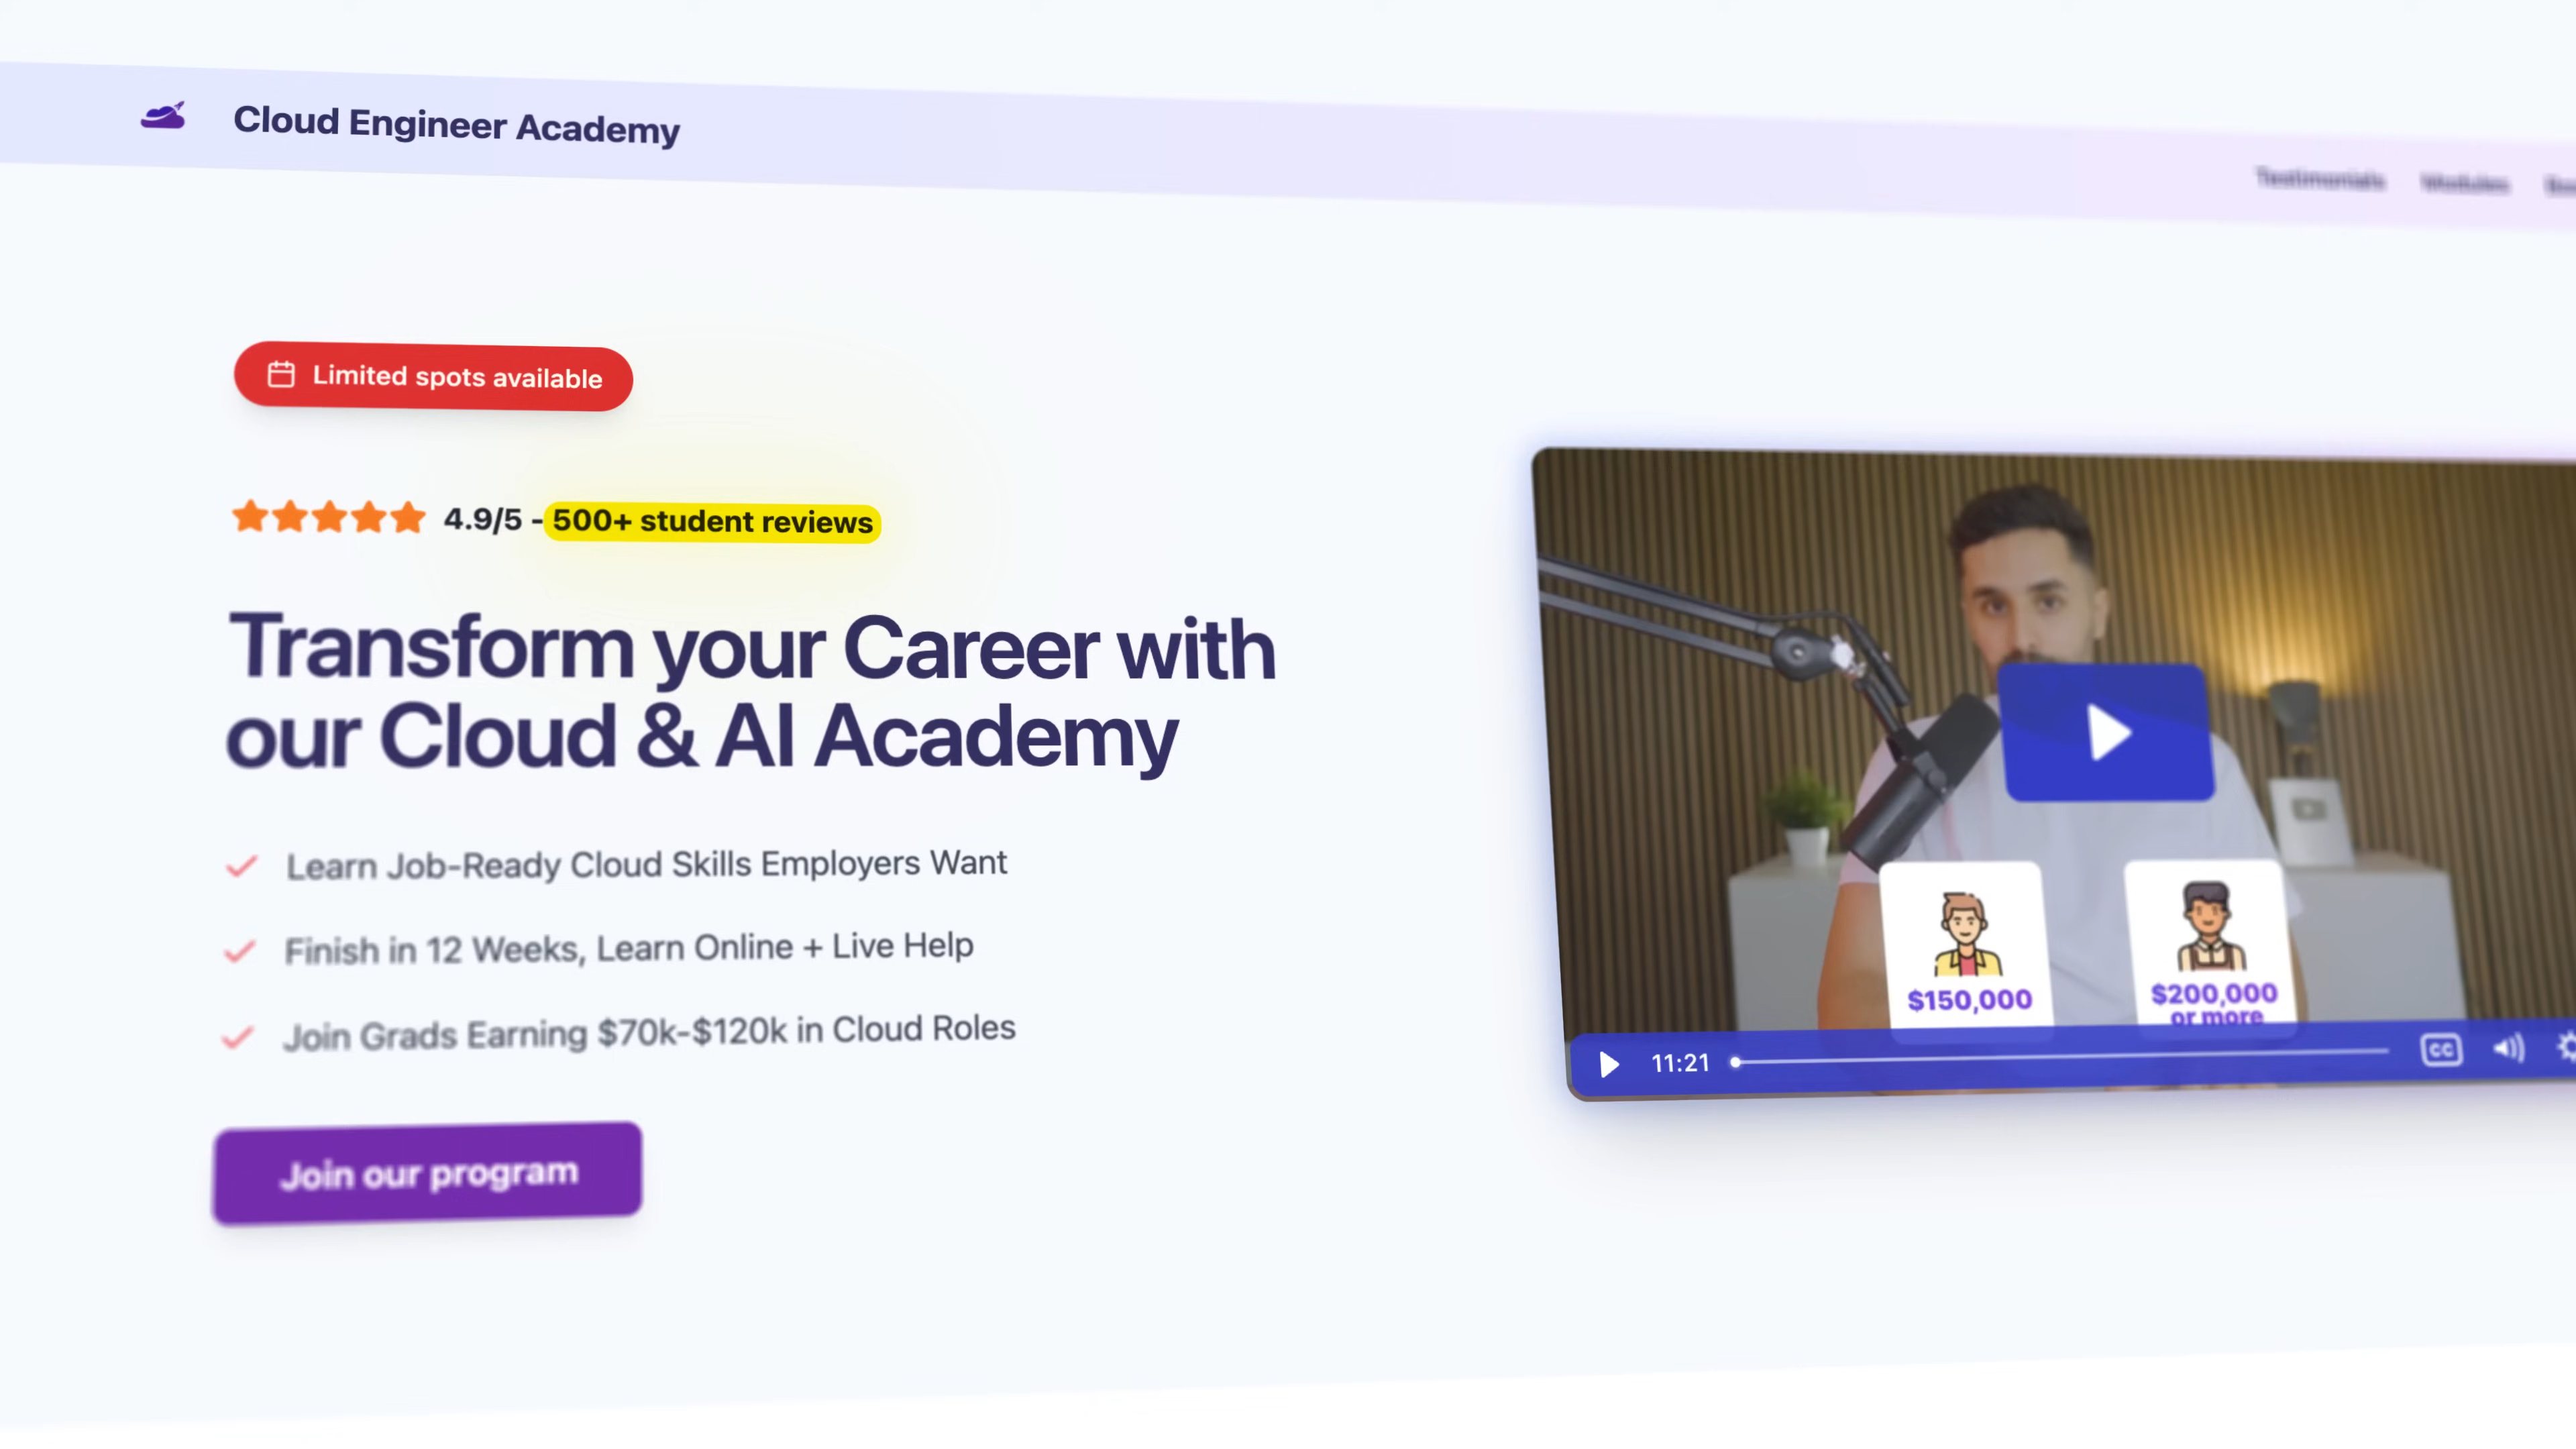 Cloud Engineer Academy
Testimonials Modules
Limited spots available
4.9/5 - 500+ student reviews
Transform your Career with
our Cloud & AI Academy
Learn Job-Ready Cloud Skills Employers Want
Finish in 12 Weeks, Learn Online + Live Help
Join Grads Earning $70k-$120k in Cloud Roles
Join our program
$150,000
$200,000
or more
11:21
CC